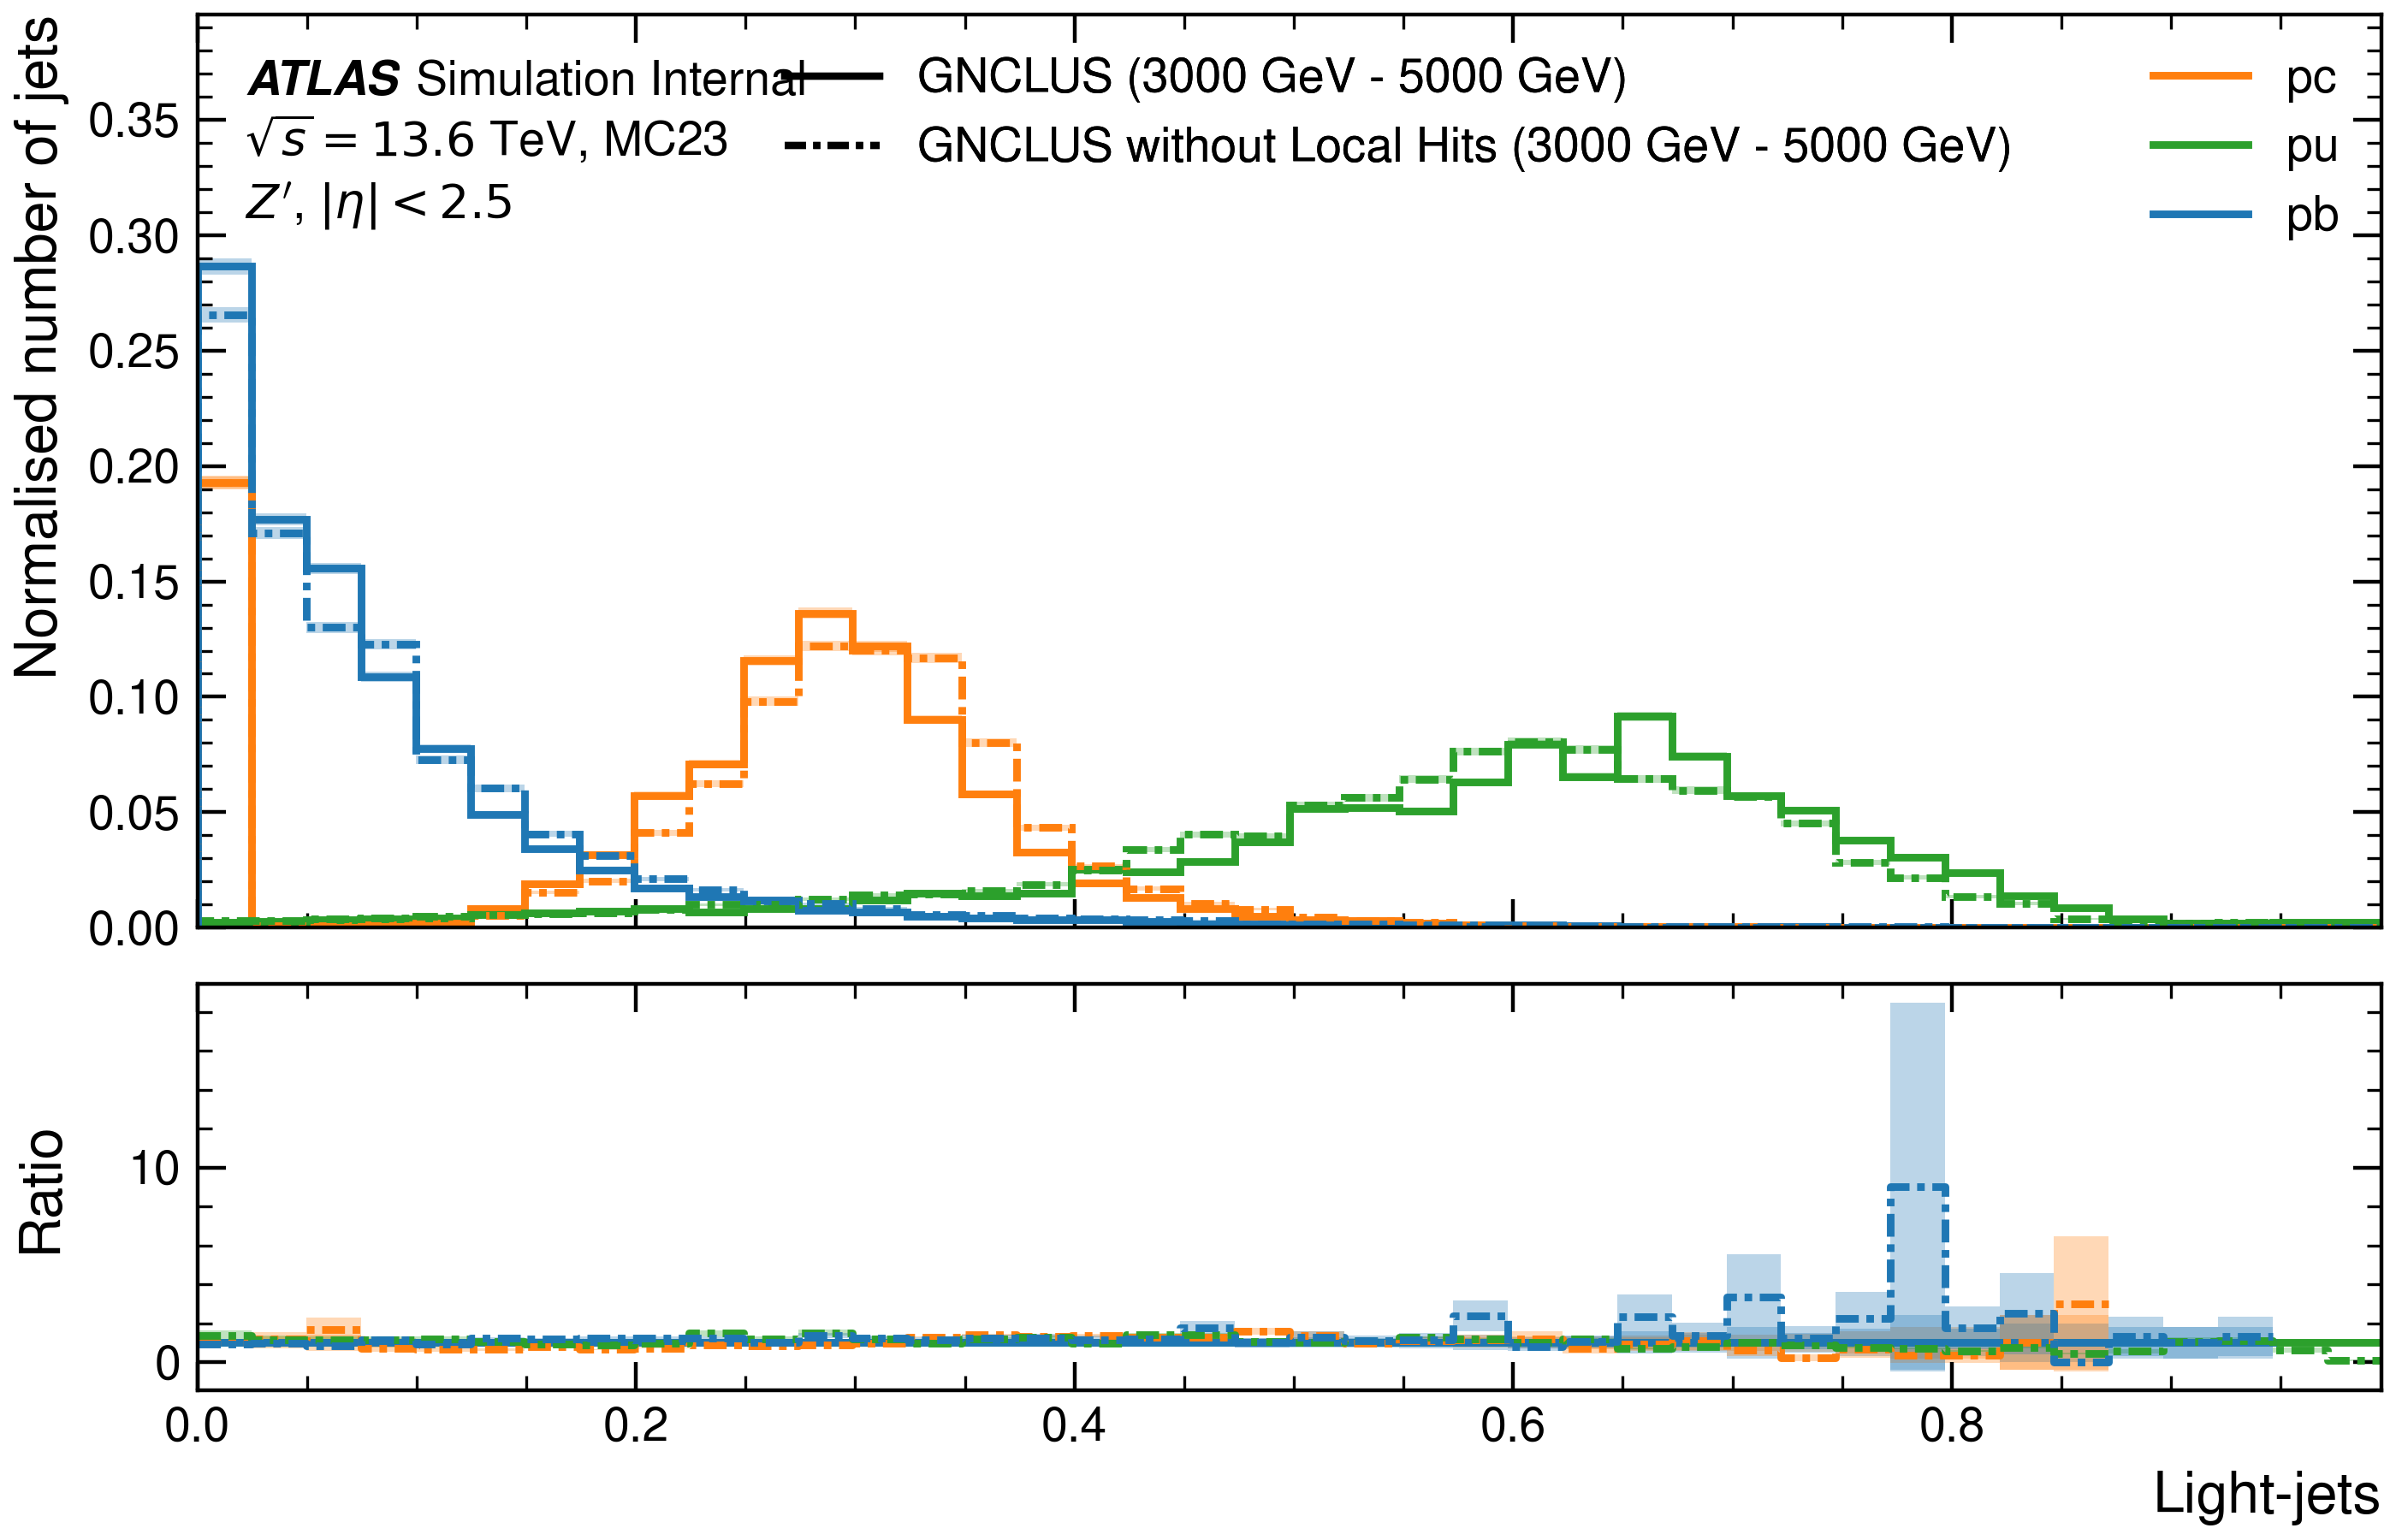 ATLAS Simulation Internal
√s = 13.6 TeV, MC23
Z′, |η| < 2.5
GNCLUS (3000 GeV - 5000 GeV)
GNCLUS without Local Hits (3000 GeV - 5000 GeV)
pc
pu
pb
Normalised number of jets
0.35
0.30
0.25
0.20
0.15
0.10
0.05
0.00
Ratio
10
0
0.0 0.2 0.4 0.6 0.8
Light-jets